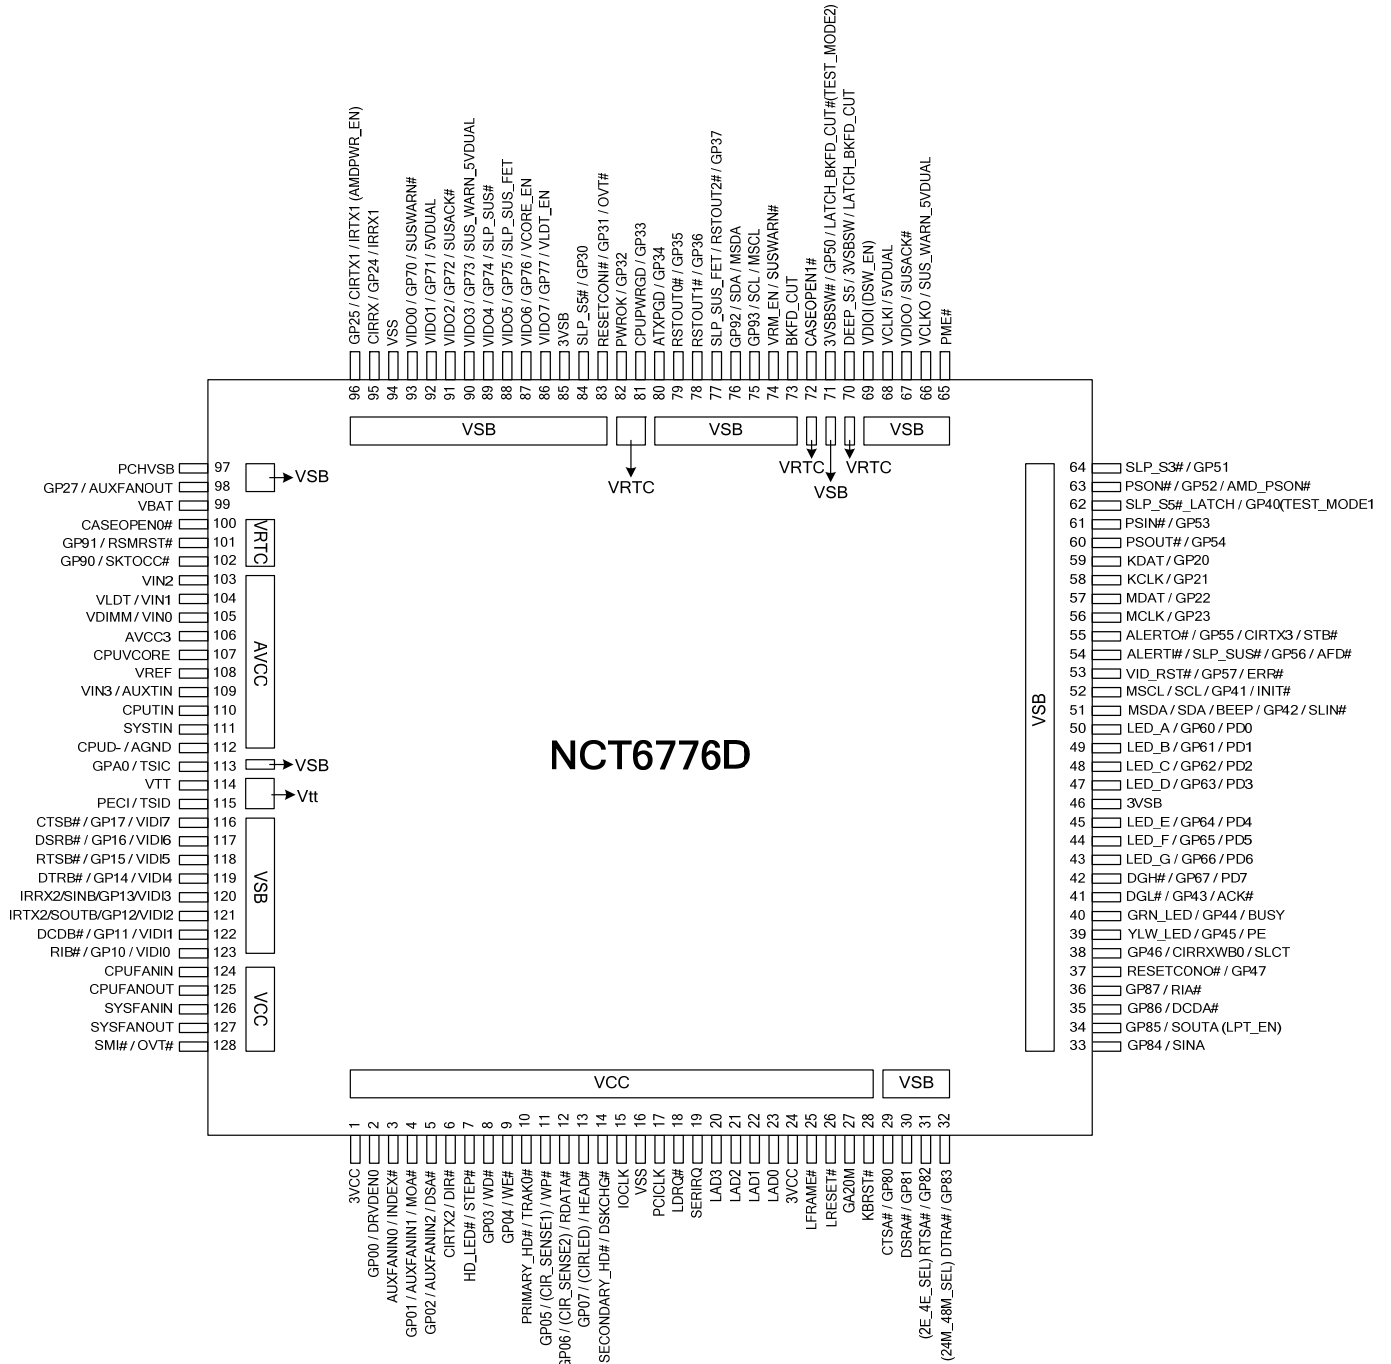 GP25 / CIRTX1 / IRTX1 (AMDPWR_EN)
CIRRX / GP24 / IRRX1
VSS
VIDO0 / GP70 / SUSWARN#
VIDO1 / GP71 / 5VDUAL
VIDO2 / GP72 / SUSACK#
VIDO3 / GP73 / SUS_WARN_5VDUAL
VIDO4 / GP74 / SLP_SUS#
VIDO5 / GP75 / SLP_SUS_FET
VIDO6 / GP76 / VCORE_EN
VIDO7 / GP77 / VLDT_EN
3VSB
SLP_S5# / GP30
RESETCONI# / GP31 / OVT#
PWROK / GP32
CPUPWRGD / GP33
ATXPGD / GP34
RSTOUT0# / GP35
RSTOUT1# / GP36
SLP_SUS_FET / RSTOUT2# / GP37
GP92 / SDA / MSDA
GP93 / SCL / MSCL
VRM_EN / SUSWARN#
BKFD_CUT
CASEOPEN1#
3VSBSW# / GP50 / LATCH_BKFD_CUT#(TEST_MODE2)
DEEP_S5 / 3VSBSW / LATCH_BKFD_CUT
VDIOI (DSW_EN)
VCLKI / 5VDUAL
VDIOO / SUSACK#
VCLKO / SUS_WARN_5VDUAL
PME#
96 95 94 93 92 91 90 89 88 87 86 85 84 83 82 81 80 79 78 77 76 75 74 73 72 71 70 69 68 67 66 65
VSB
VSB
VSB
VRTC
VRTC
VSB
VRTC
PCHVSB 97
GP27 / AUXFANOUT 98
VBAT 99
CASEOPEN0# 100
GP91 / RSMRST# 101
GP90 / SKTOCC# 102
VIN2 103
VLDT / VIN1 104
VDIMM / VIN0 105
AVCC3 106
CPUVCORE 107
VREF 108
VIN3 / AUXTIN 109
CPUTIN 110
SYSTIN 111
CPUD- / AGND 112
GPA0 / TSIC 113
VTT 114
PECI / TSID 115
CTSB# / GP17 / VIDI7 116
DSRB# / GP16 / VIDI6 117
RTSB# / GP15 / VIDI5 118
DTRB# / GP14 / VIDI4 119
IRRX2/SINB/GP13/VIDI3 120
IRTX2/SOUTB/GP12/VIDI2 121
DCDB# / GP11 / VIDI1 122
RIB# / GP10 / VIDI0 123
CPUFANIN 124
CPUFANOUT 125
SYSFANIN 126
SYSFANOUT 127
SMI# / OVT# 128
VSB
VRTC
AVCC
VSB
Vtt
VSB
VCC
NCT6776D
VSB
64 SLP_S3# / GP51
63 PSON# / GP52 / AMD_PSON#
62 SLP_S5#_LATCH / GP40(TEST_MODE1
61 PSIN# / GP53
60 PSOUT# / GP54
59 KDAT / GP20
58 KCLK / GP21
57 MDAT / GP22
56 MCLK / GP23
55 ALERTO# / GP55 / CIRTX3 / STB#
54 ALERTI# / SLP_SUS# / GP56 / AFD#
53 VID_RST# / GP57 / ERR#
52 MSCL / SCL / GP41 / INIT#
51 MSDA / SDA / BEEP / GP42 / SLIN#
50 LED_A / GP60 / PD0
49 LED_B / GP61 / PD1
48 LED_C / GP62 / PD2
47 LED_D / GP63 / PD3
46 3VSB
45 LED_E / GP64 / PD4
44 LED_F / GP65 / PD5
43 LED_G / GP66 / PD6
42 DGH# / GP67 / PD7
41 DGL# / GP43 / ACK#
40 GRN_LED / GP44 / BUSY
39 YLW_LED / GP45 / PE
38 GP46 / CIRRXWB0 / SLCT
37 RESETCONO# / GP47
36 GP87 / RIA#
35 GP86 / DCDA#
34 GP85 / SOUTA (LPT_EN)
33 GP84 / SINA
VCC
VSB
1 2 3 4 5 6 7 8 9 10 11 12 13 14 15 16 17 18 19 20 21 22 23 24 25 26 27 28 29 30 31 32
3VCC
GP00 / DRVDEN0
AUXFANIN0 / INDEX#
GP01 / AUXFANIN1 / MOA#
GP02 / AUXFANIN2 / DSA#
CIRTX2 / DIR#
HD_LED# / STEP#
GP03 / WD#
GP04 / WE#
PRIMARY_HD# / TRAK0#
GP05 / (CIR_SENSE1) / WP#
GP06 / (CIR_SENSE2) / RDATA#
GP07 / (CIRLED) / HEAD#
SECONDARY_HD# / DSKCHG#
IOCLK
VSS
PCICLK
LDRQ#
SERIRQ
LAD3
LAD2
LAD1
LAD0
3VCC
LFRAME#
LRESET#
GA20M
KBRST#
CTSA# / GP80
DSRA# / GP81
(2E_4E_SEL) RTSA# / GP82
(24M_48M_SEL) DTRA# / GP83